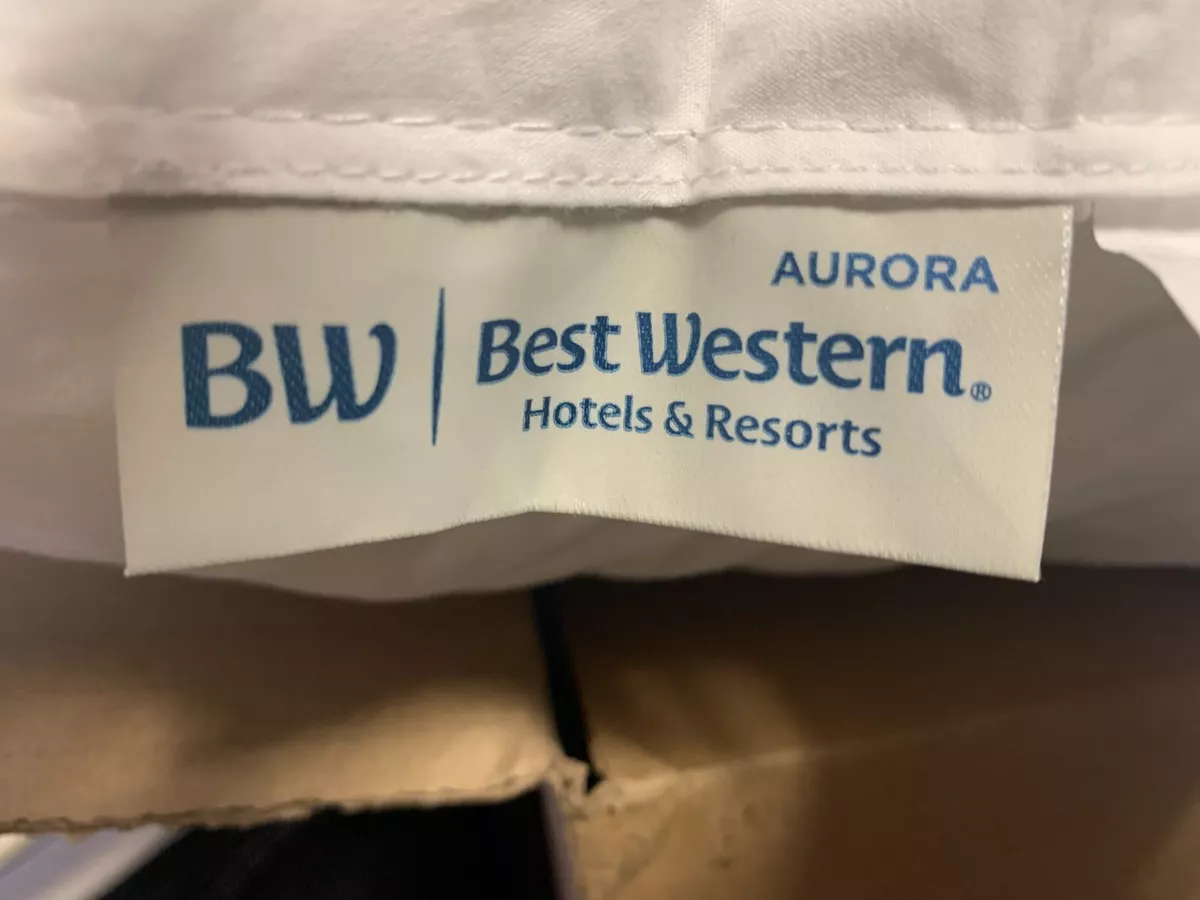 AURORA
BW
Best Western®
Hotels & Resorts